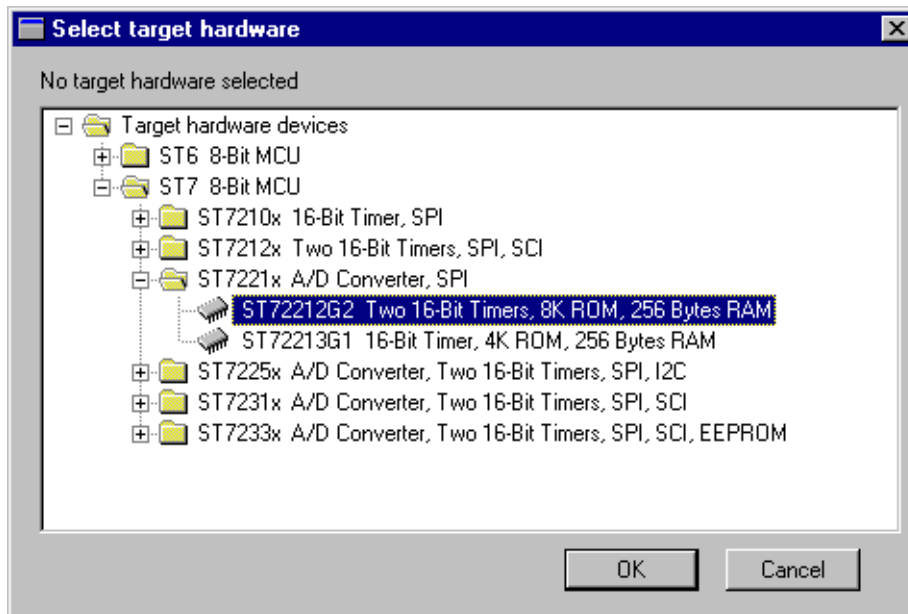 Select target hardware
No target hardware selected
Target hardware devices
ST6 8-Bit MCU
ST7 8-Bit MCU
ST7210x 16-Bit Timer, SPI
ST7212x Two 16-Bit Timers, SPI, SCI
ST7221x A/D Converter, SPI
ST72212G2 Two 16-Bit Timers, 8K ROM, 256 Bytes RAM
ST72213G1 16-Bit Timer, 4K ROM, 256 Bytes RAM
ST7225x A/D Converter, Two 16-Bit Timers, SPI, I2C
ST7231x A/D Converter, Two 16-Bit Timers, SPI, SCI
ST7233x A/D Converter, Two 16-Bit Timers, SPI, SCI, EEPROM
OK Cancel